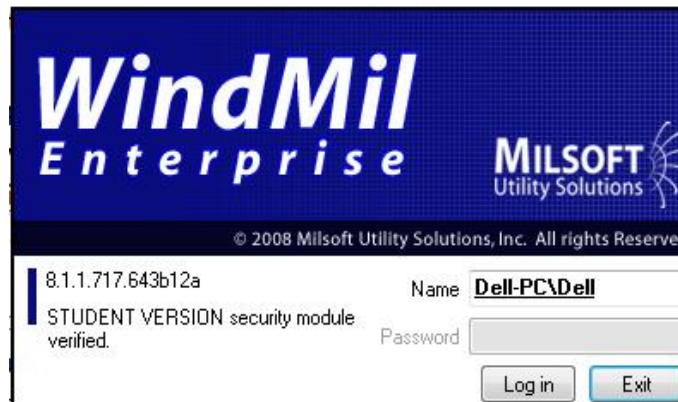 WindMil
Enterprise
MILSOFT
Utility Solutions
© 2008 Milsoft Utility Solutions, Inc. All rights Reserve
8.1.1.717.643b12a
STUDENT VERSION security module
verified.
Name Dell-PC\Dell
Password
Log in Exit